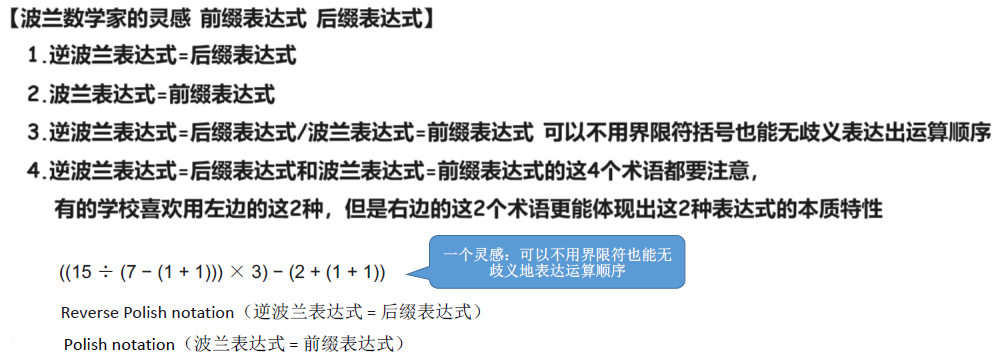 【波兰数学家的灵感 前缀表达式 后缀表达式】
1.逆波兰表达式=后缀表达式
2.波兰表达式=前缀表达式
3.逆波兰表达式=后缀表达式/波兰表达式=前缀表达式 可以不用界限符括号也能无歧义表达出运算顺序
4.逆波兰表达式=后缀表达式和波兰表达式=前缀表达式的这4个术语都要注意，
有的学校喜欢用左边的这2种，但是右边的这2个术语更能体现出这2种表达式的本质特性
一个灵感：可以不用界限符也能无
歧义地表达运算顺序
((15 ÷ (7 − (1 + 1))) × 3) − (2 + (1 + 1))
Reverse Polish notation（逆波兰表达式 = 后缀表达式）
Polish notation（波兰表达式 = 前缀表达式）